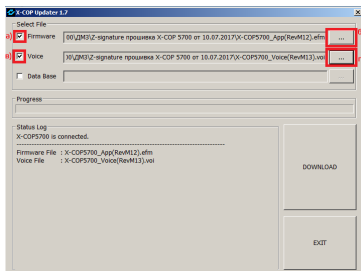 X-COP Updater 1.7
Select File
а) Firmware 00\ДМЗ\Z-signature прошивка X-COP 5700 от 10.07.2017\X-COP5700_App(RevM12).efm ...
в) Voice 00\ДМЗ\Z-signature прошивка X-COP 5700 от 10.07.2017\X-COP5700_Voice(RevM13).voi ...
Data Base ...
Progress
Status Log
X-COP5700 is connected.
Firmware File : X-COP5700_App(RevM12).efm
Voice File : X-COP5700_Voice(RevM13).voi
DOWNLOAD
EXIT